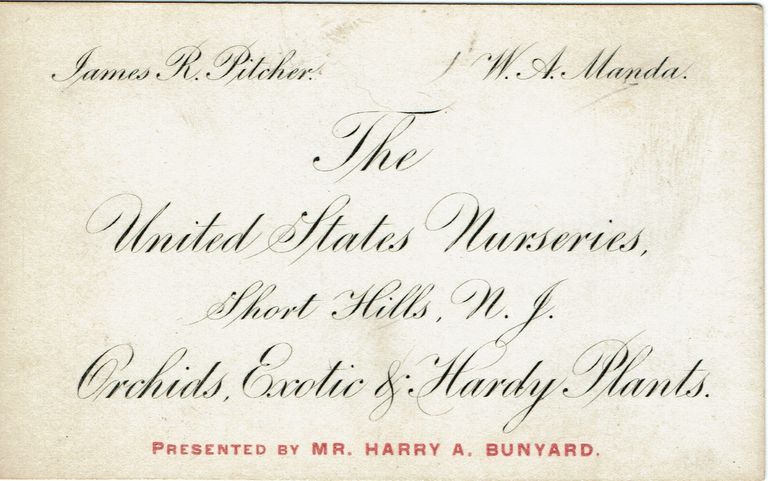 James R. Pitcher. W. A. Manda.
The
United States Nurseries,
Short Hills, N. J.
Orchids, Exotic & Hardy Plants.
PRESENTED BY MR. HARRY A. BUNYARD.